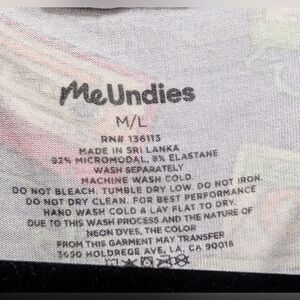 MeUndies
M/L
RN# 136113
MADE IN SRI LANKA
92% MICROMODAL, 8% ELASTANE
WASH SEPARATELY
MACHINE WASH COLD.
DO NOT BLEACH. TUMBLE DRY LOW. DO NOT IRON.
DO NOT DRY CLEAN. FOR BEST PERFORMANCE
HAND WASH COLD & LAY FLAT TO DRY.
DUE TO THIS WASH PROCESS AND THE NATURE OF
NEON DYES, THE COLOR
FROM THIS GARMENT MAY TRANSFER
3650 HOLDREGE AVE, LA, CA 90016